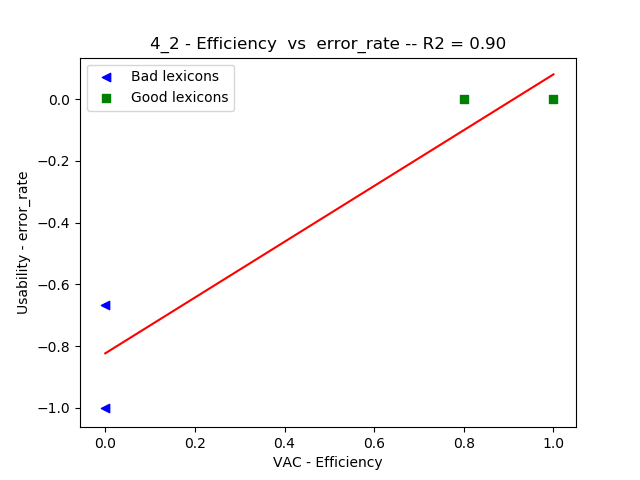 4_2 - Efficiency  vs  error_rate -- R2 = 0.90
Bad lexicons
Good lexicons
0.0
−0.2
−0.4
−0.6
−0.8
−1.0
Usability - error_rate
0.0 0.2 0.4 0.6 0.8 1.0
VAC - Efficiency